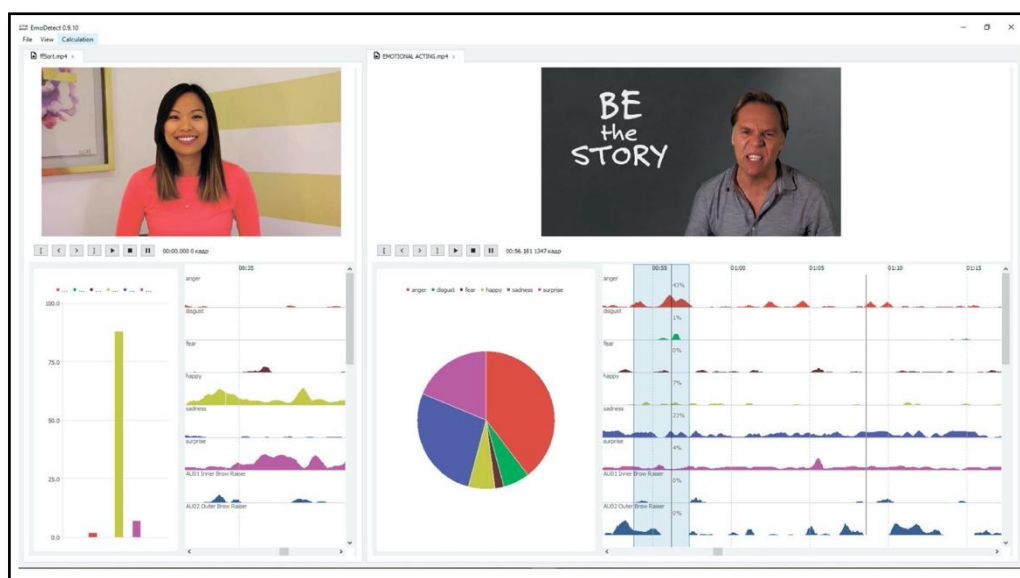 EmoDetect 0.9.10
File View Calculation
ffSort.mp4 ×
EMOTIONAL ACTING.mp4 ×
BE
the
STORY
[ < > ] 00:00.000 0 кадр
[ < > ] 00:56.181 1347 кадр
... ... ... ... ...
100.0
75.0
50.0
25.0
0.0
00:35
anger
disgust
fear
happy
sadness
surprise
AU01 Inner Brow Raiser
AU02 Outer Brow Raiser
anger disgust fear happy sadness surprise
00:55 01:00 01:05 01:10 01:15
anger
43%
disgust
1%
fear
0%
happy
7%
sadness
surprise
4%
AU01 Inner Brow Raiser
0%
AU02 Outer Brow Raiser
0%